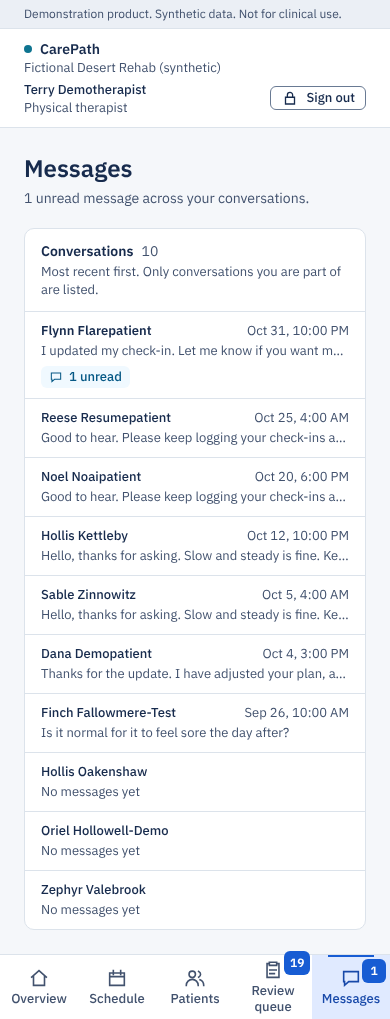 Demonstration product. Synthetic data. Not for clinical use.
CarePath
Fictional Desert Rehab (synthetic)
Terry Demotherapist
Physical therapist
Sign out
Messages
1 unread message across your conversations.
Conversations 10
Most recent first. Only conversations you are part of
are listed.
Flynn Flarepatient Oct 31, 10:00 PM
I updated my check-in. Let me know if you want m...
1 unread
Reese Resumepatient Oct 25, 4:00 AM
Good to hear. Please keep logging your check-ins a...
Noel Noaipatient Oct 20, 6:00 PM
Good to hear. Please keep logging your check-ins a...
Hollis Kettleby Oct 12, 10:00 PM
Hello, thanks for asking. Slow and steady is fine. Ke...
Sable Zinnowitz Oct 5, 4:00 AM
Hello, thanks for asking. Slow and steady is fine. Ke...
Dana Demopatient Oct 4, 3:00 PM
Thanks for the update. I have adjusted your plan, a...
Finch Fallowmere-Test Sep 26, 10:00 AM
Is it normal for it to feel sore the day after?
Hollis Oakenshaw
No messages yet
Oriel Hollowell-Demo
No messages yet
Zephyr Valebrook
No messages yet
Overview
Schedule
Patients
19
Review
queue
1
Messages